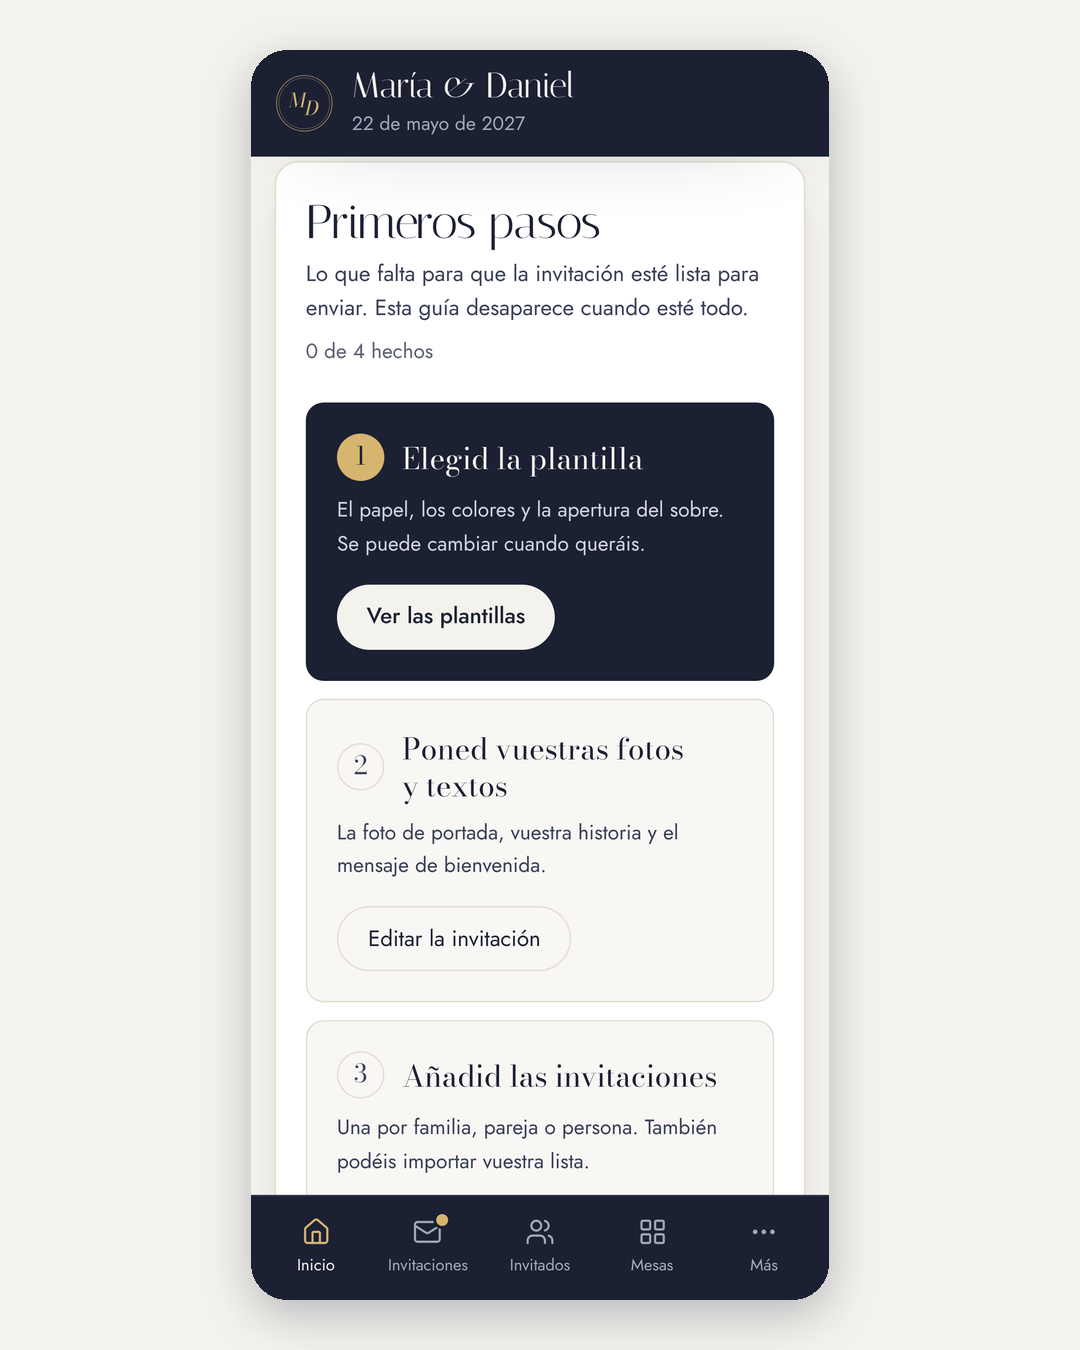 MD
María & Daniel
22 de mayo de 2027
Primeros pasos
Lo que falta para que la invitación esté lista para
enviar. Esta guía desaparece cuando esté todo.
0 de 4 hechos
1 Elegid la plantilla
El papel, los colores y la apertura del sobre.
Se puede cambiar cuando queráis.
Ver las plantillas
2 Poned vuestras fotos
y textos
La foto de portada, vuestra historia y el
mensaje de bienvenida.
Editar la invitación
3 Añadid las invitaciones
Una por familia, pareja o persona. También
podéis importar vuestra lista.
Inicio Invitaciones Invitados Mesas Más